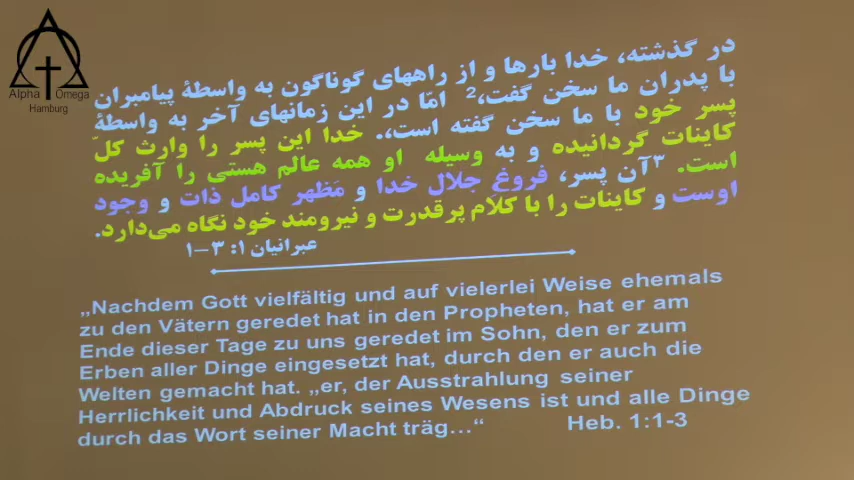 Alpha Omega
Hamburg
در گذشته، خدا بارها و از راههای گوناگون به واسطهٔ پیامبران
با پدران ما سخن گفت،2 امّا در این زمانهای آخر به واسطهٔ
پسر خود با ما سخن گفته است،. خدا این پسر را وارث کلّ
کاینات گردانیده و به وسیله او همه عالم هستی را آفریده
است. ۳آن پسر، فروغ جلال خدا و مَظهر کامل ذات و وجود
اوست و کاینات را با کلام پرقدرت و نیرومند خود نگاه می‌دارد.
عبرانیان ۱: ۳–۱
„Nachdem Gott vielfältig und auf vielerlei Weise ehemals
zu den Vätern geredet hat in den Propheten, hat er am
Ende dieser Tage zu uns geredet im Sohn, den er zum
Erben aller Dinge eingesetzt hat, durch den er auch die
Welten gemacht hat. „er, der Ausstrahlung seiner
Herrlichkeit und Abdruck seines Wesens ist und alle Dinge
durch das Wort seiner Macht träg…“ Heb. 1:1-3